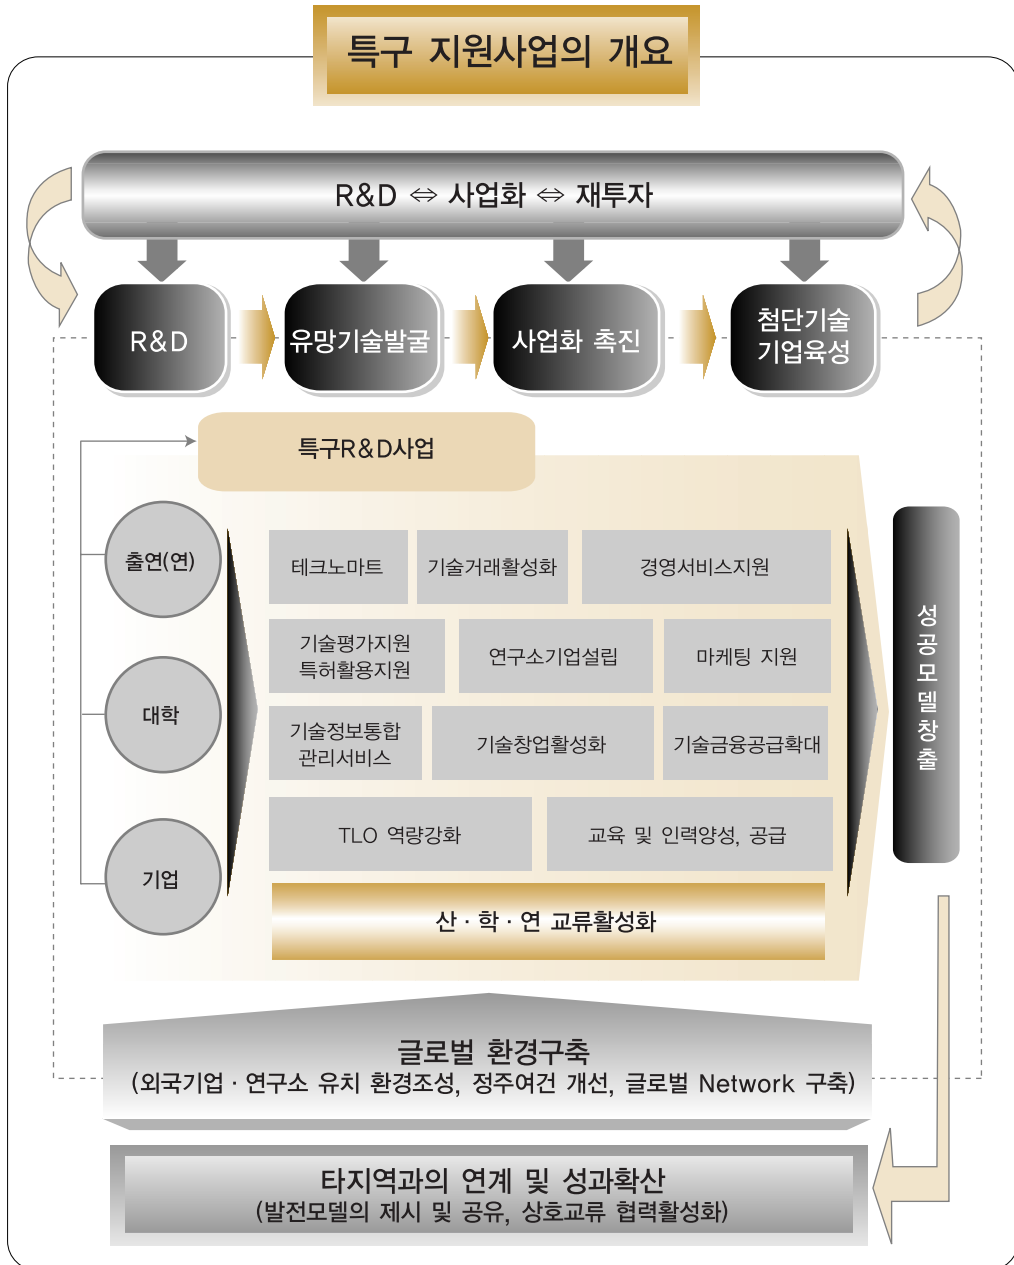 특구 지원사업의 개요
R&D ⇔ 사업화 ⇔ 재투자
R&D
유망기술발굴
사업화 촉진
첨단기술
기업육성
특구R&D사업
출연(연)
대학
기업
테크노마트
기술거래활성화
경영서비스지원
기술평가지원
특허활용지원
연구소기업설립
마케팅 지원
기술정보통합
관리서비스
기술창업활성화
기술금융공급확대
TLO 역량강화
교육 및 인력양성, 공급
산 · 학 · 연 교류활성화
성공모델창출
글로벌 환경구축
(외국기업 · 연구소 유치 환경조성, 정주여건 개선, 글로벌 Network 구축)
타지역과의 연계 및 성과확산
(발전모델의 제시 및 공유, 상호교류 협력활성화)